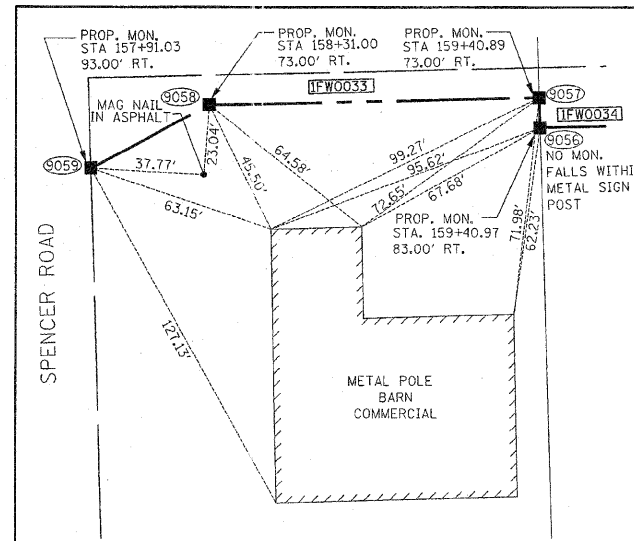 PROP. MON.
STA 157+91.03
93.00' RT.
PROP. MON.
STA 158+31.00
73.00' RT.
PROP. MON.
STA 159+40.89
73.00' RT.
9058
1FW0033
9057
MAG NAIL
IN ASPHALT
1FW0034
9056
NO MON.
FALLS WITHI
METAL SIGN
POST
9059
37.77'
23.04'
45.50'
64.58'
99.27'
95.62'
72.65'
67.68'
63.15'
PROP. MON.
STA. 159+40.97
83.00' RT.
71.98'
62.23'
127.13'
SPENCER ROAD
METAL POLE
BARN
COMMERCIAL